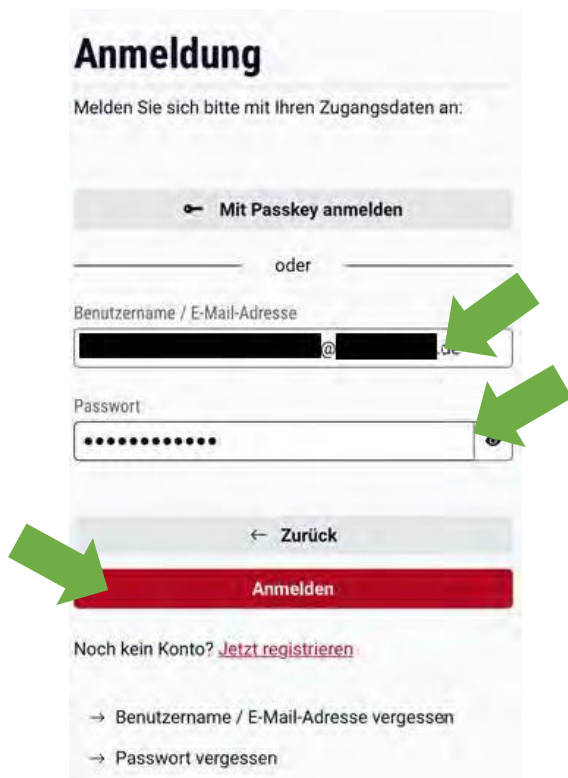 Anmeldung
Melden Sie sich bitte mit Ihren Zugangsdaten an:
Mit Passkey anmelden
oder
Benutzername / E-Mail-Adresse
@ .de
Passwort
••••••••••••
← Zurück
Anmelden
Noch kein Konto? Jetzt registrieren
→ Benutzername / E-Mail-Adresse vergessen
→ Passwort vergessen